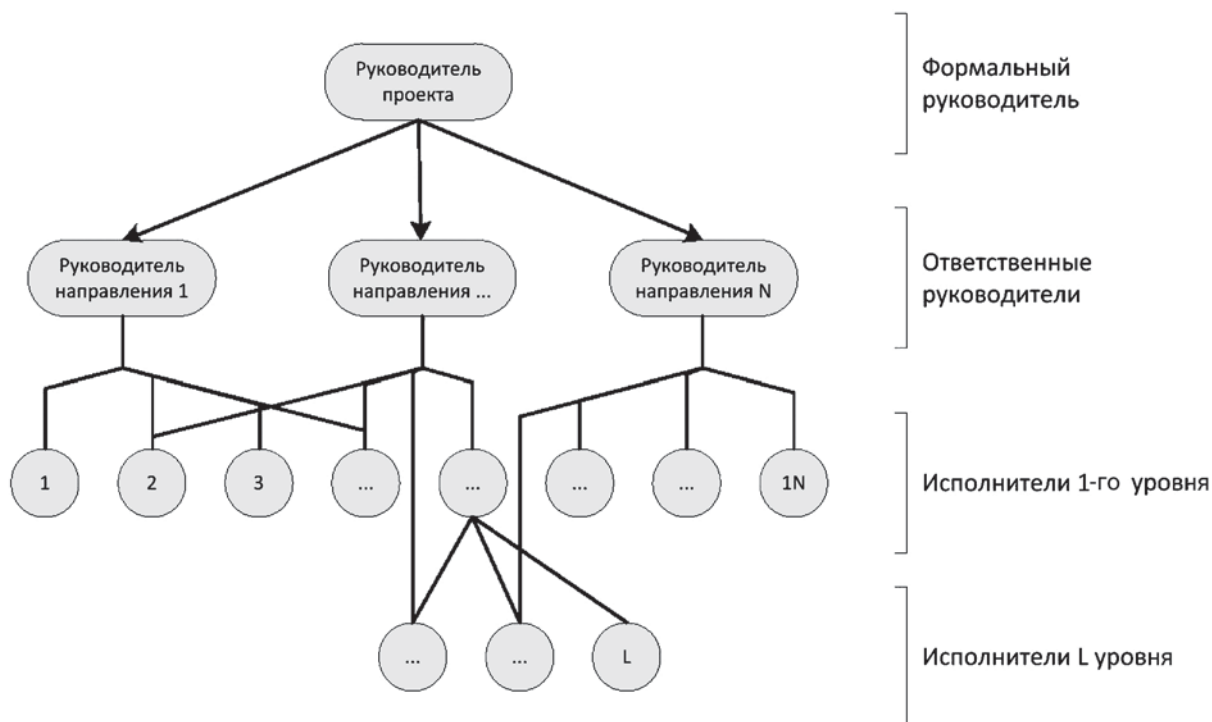 Руководитель
проекта
Формальный
руководитель
Руководитель
направления 1
Руководитель
направления ...
Руководитель
направления N
Ответственные
руководители
1
2
3
...
...
...
...
1N
Исполнители 1-го уровня
...
...
L
Исполнители L уровня